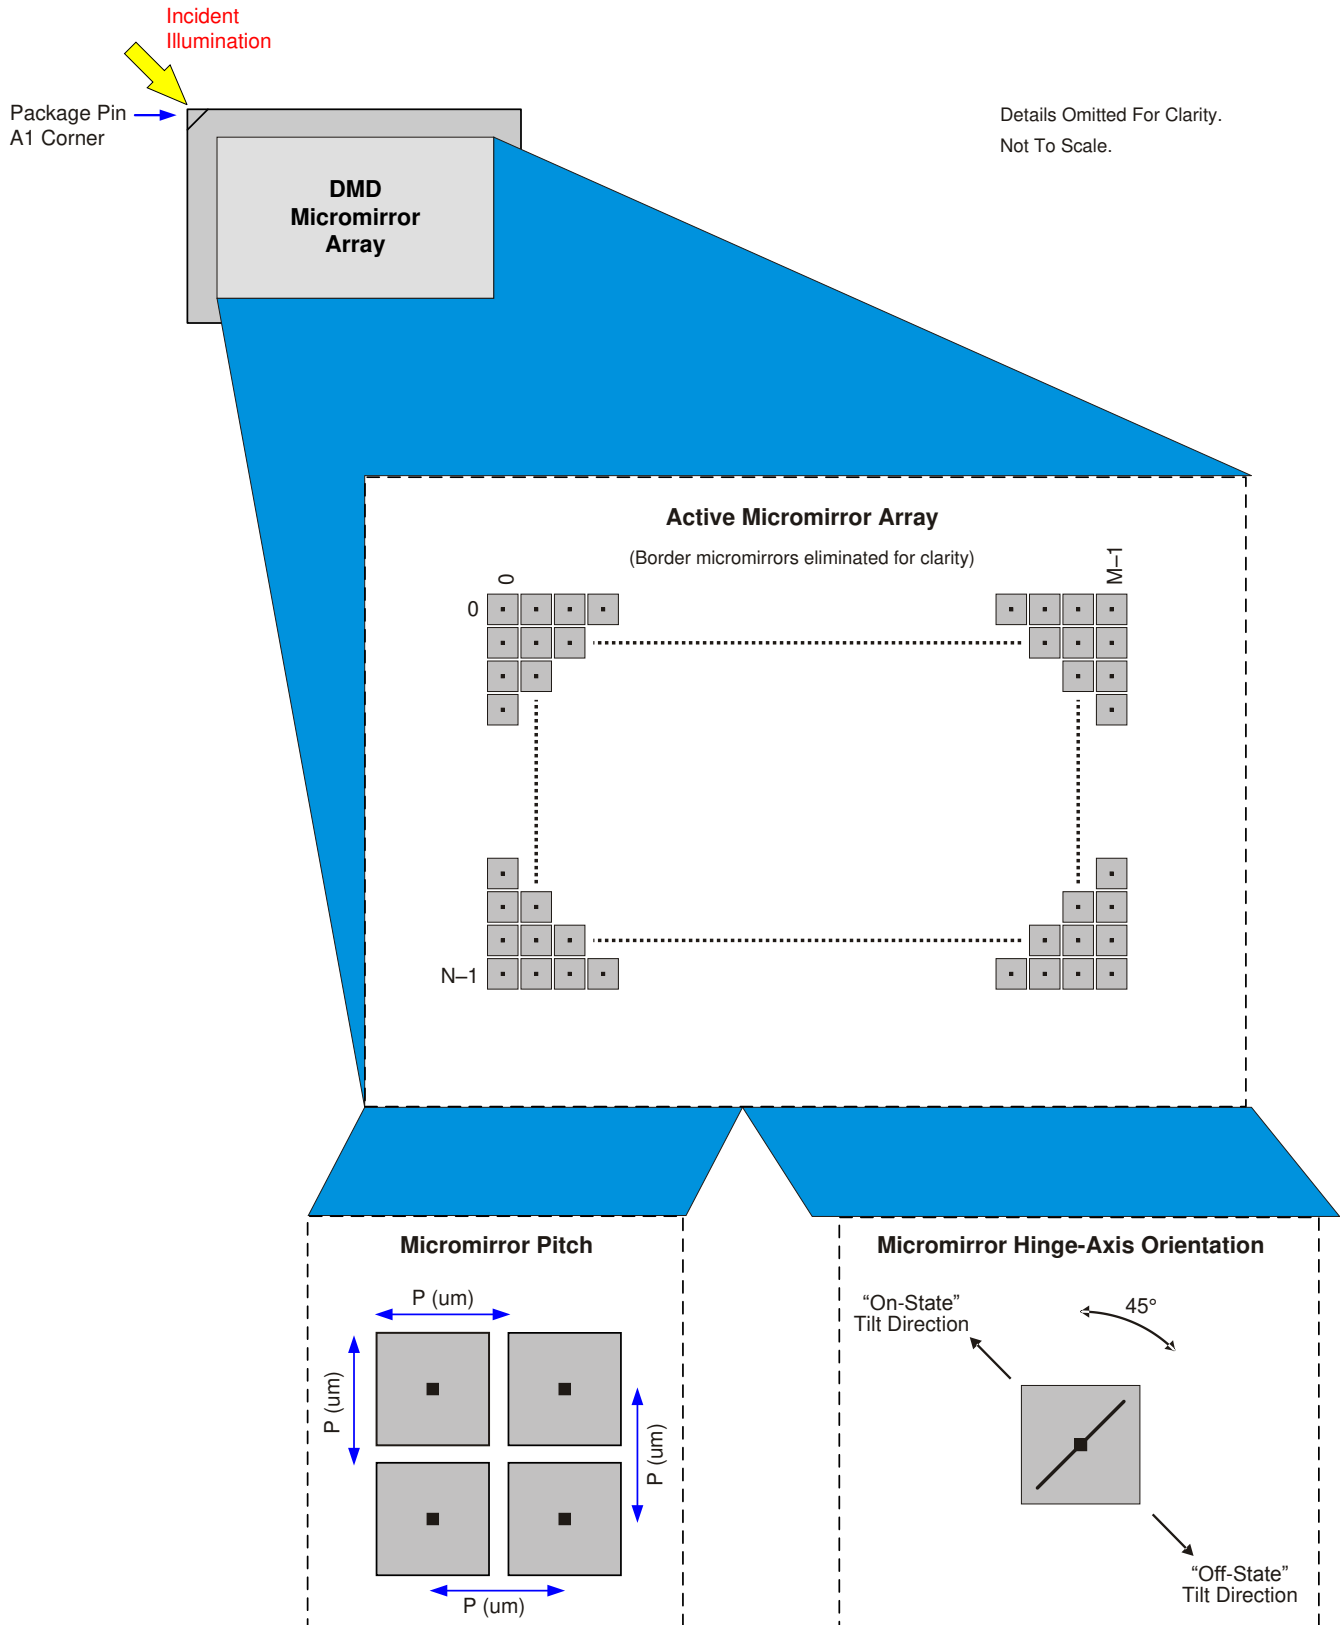 Incident
Illumination
Package Pin
A1 Corner
Details Omitted For Clarity.
Not To Scale.
DMD
Micromirror
Array
Active Micromirror Array
(Border micromirrors eliminated for clarity)
0
M–1
0
N–1
Micromirror Pitch
P (um)
P (um)
P (um)
P (um)
Micromirror Hinge-Axis Orientation
“On-State”
Tilt Direction
45°
“Off-State”
Tilt Direction